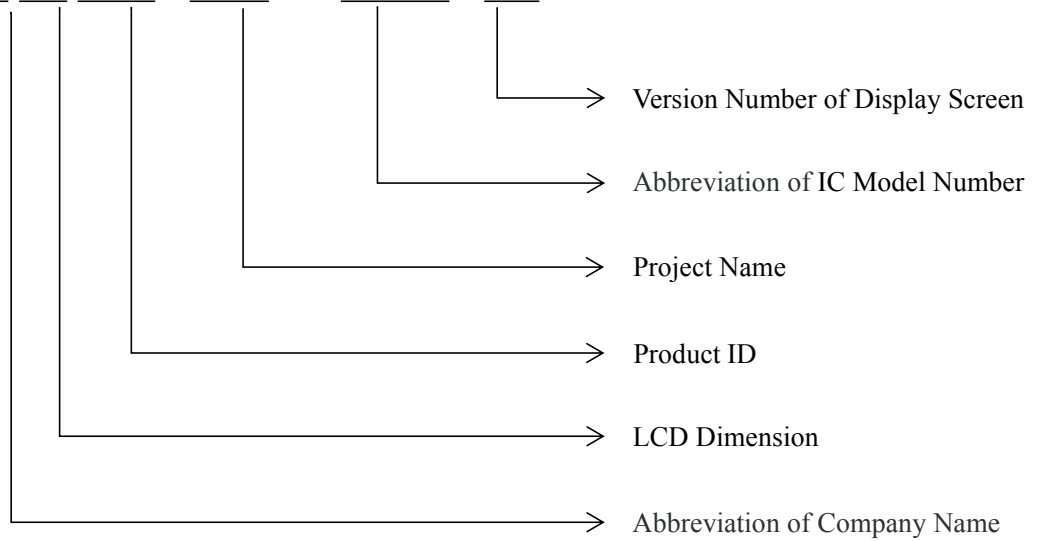 Version Number of Display Screen
Abbreviation of IC Model Number
Project Name
Product ID
LCD Dimension
Abbreviation of Company Name